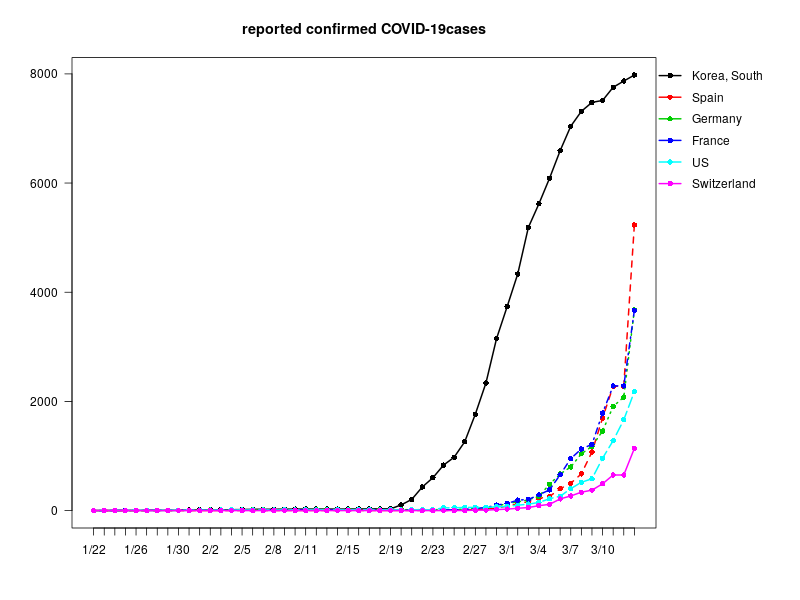 reported confirmed COVID-19cases
8000
6000
4000
2000
0
1/22 1/26 1/30 2/2 2/5 2/8 2/11 2/15 2/19 2/23 2/27 3/1 3/4 3/7 3/10
Korea, South
Spain
Germany
France
US
Switzerland